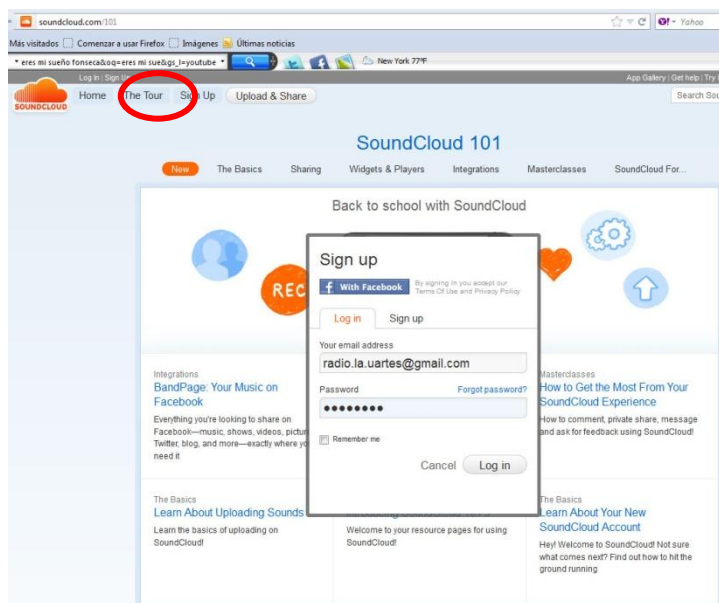 soundcloud.com/101
Yahoo
Más visitados Comenzar a usar Firefox Imágenes Últimas noticias
eres mi sueño fonseca&oq=eres mi sue&gs_l=youtube
New York 77°F
Log in | Sign Up
App Gallery | Get help | Try
SOUNDCLOUD
Home The Tour Sign Up Upload & Share
Search Sou
SoundCloud 101
New The Basics Sharing Widgets & Players Integrations Masterclasses SoundCloud For...
Back to school with SoundCloud
REC
Sign up
f With Facebook
By signing in you accept our
Terms Of Use and Privacy Policy
Log in Sign up
Your email address
radio.la.uartes@gmail.com
Password Forgot password?
Remember me
Cancel Log in
Integrations
BandPage: Your Music on
Facebook
Everything you're looking to share on
Facebook—music, shows, videos, pictur
Twitter, blog, and more—exactly where yo
need it
Masterclasses
How to Get the Most From Your
SoundCloud Experience
How to comment, private share, message
and ask for feedback using SoundCloud!
The Basics
Learn About Uploading Sounds
Learn the basics of uploading on
SoundCloud!
Welcome to your resource pages for using
SoundCloud!
The Basics
Learn About Your New
SoundCloud Account
Hey! Welcome to SoundCloud! Not sure
what comes next? Find out how to hit the
ground running